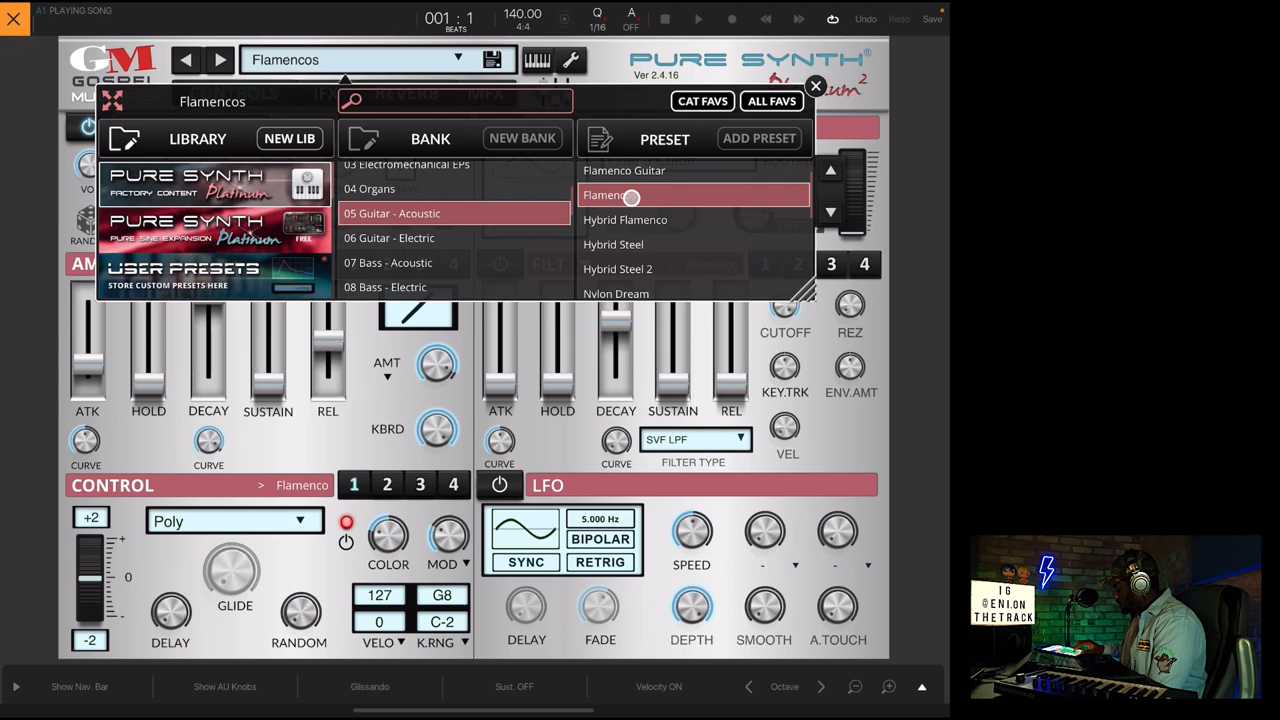 A1 PLAYING SONG
001 : 1
BEATS
140.00
4:4
Q
1/16
A
OFF
Undo
Redo
Save
GM
GOSPEL
MU
Flamencos
PURE SYNTH®
Ver 2.4.16
Flamencos
CAT FAVS
ALL FAVS
LIBRARY
NEW LIB
BANK
NEW BANK
PRESET
ADD PRESET
PURE SYNTH
FACTORY CONTENT Platinum
PURE SYNTH
PURE SINE EXPANSION Platinum
FREE
USER PRESETS
STORE CUSTOM PRESETS HERE
03 Electromechanical EPs
04 Organs
05 Guitar - Acoustic
06 Guitar - Electric
07 Bass - Acoustic
08 Bass - Electric
Flamenco Guitar
Hybrid Flamenco
Hybrid Steel
Hybrid Steel 2
Nylon Dream
VO
RAN
AM
3 4
ATK
HOLD
DECAY
SUSTAIN
REL
CURVE
CURVE
AMT
KBRD
ATK
HOLD
DECAY
SUSTAIN
REL
CURVE
CURVE
SVF LPF
FILTER TYPE
CUTOFF
REZ
KEY.TRK
ENV.AMT
VEL
CONTROL
> Flamenco
1 2 3 4
LFO
+2
Poly
+
0
-
-2
GLIDE
DELAY
RANDOM
COLOR
MOD
127
G8
0
C-2
VELO
K.RNG
5.000 Hz
BIPOLAR
SYNC
RETRIG
SPEED
-
-
DELAY
FADE
DEPTH
SMOOTH
A.TOUCH
IG
@ENI.ON
THETRACK
Show Nav. Bar
Show AU Knobs
Glissando
Sust. OFF
Velocity ON
Octave